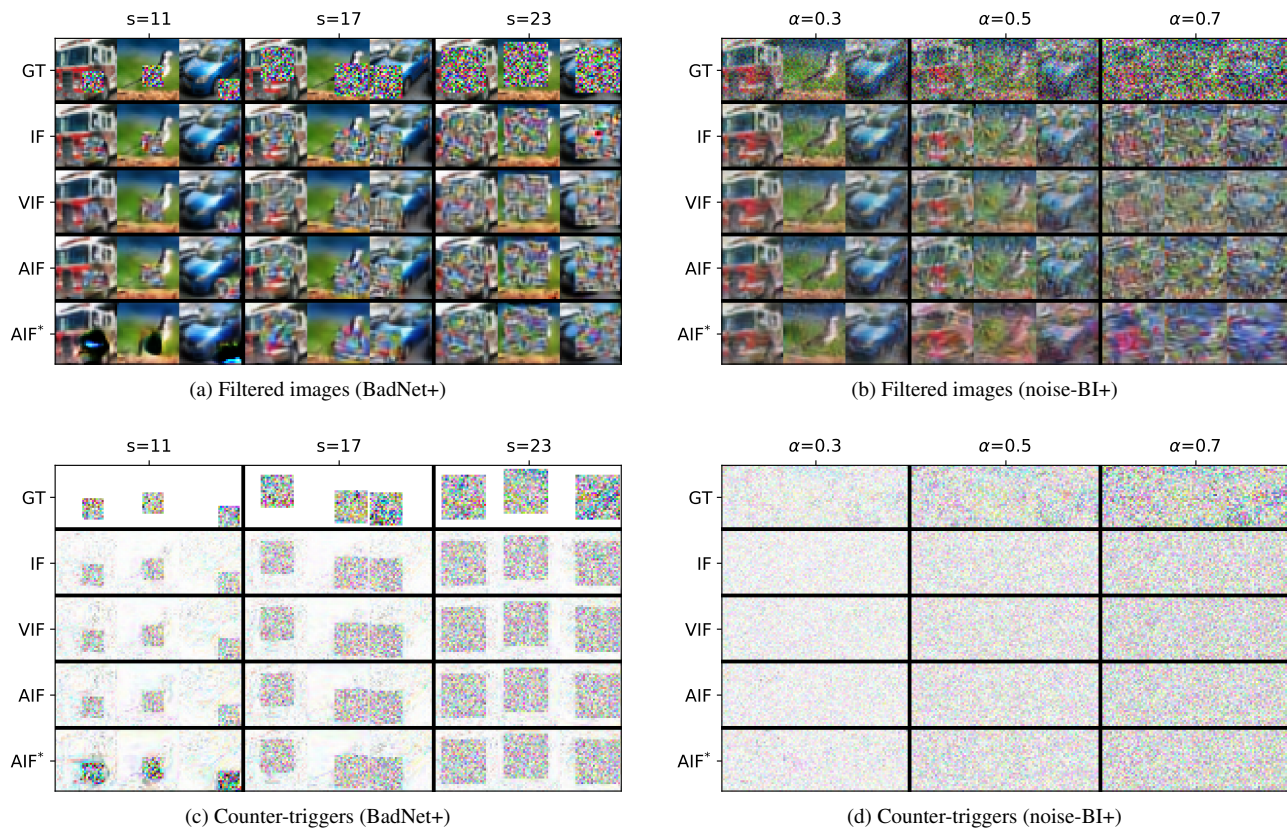 s=11 s=17 s=23
GT
IF
VIF
AIF
AIF*
(a) Filtered images (BadNet+)
α=0.3 α=0.5 α=0.7
GT
IF
VIF
AIF
AIF*
(b) Filtered images (noise-BI+)
s=11 s=17 s=23
GT
IF
VIF
AIF
AIF*
(c) Counter-triggers (BadNet+)
α=0.3 α=0.5 α=0.7
GT
IF
VIF
AIF
AIF*
(d) Counter-triggers (noise-BI+)